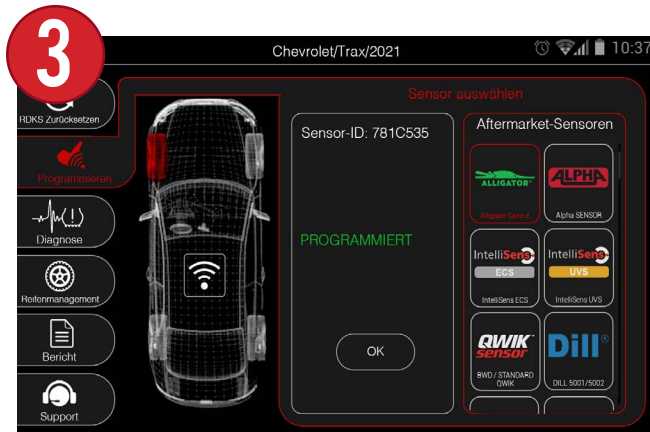 3
Chevrolet/Trax/2021
10:37
RDKS Zurücksetzen
Programmieren
Diagnose
Reifenmanagement
Bericht
Support
Sensor auswählen
Sensor-ID: 781C535
PROGRAMMIERT
OK
Aftermarket-Sensoren
ALLIGATOR®
Alligator Sens.it
ALPHA
Alpha SENSOR
IntelliSens
ECS
IntelliSens ECS
IntelliSens
UVS
IntelliSens UVS
QWIK
sensor
BWD / STANDARD
QWIK
Dill®
DILL 5001/5002